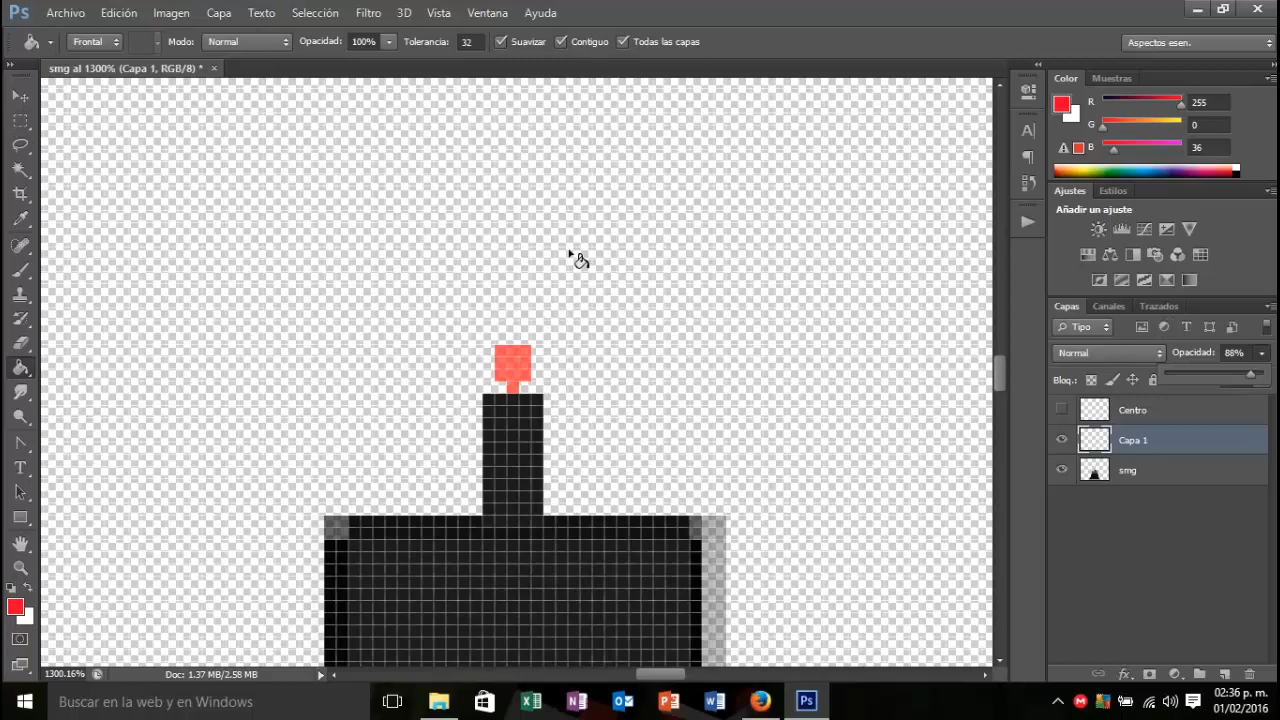 Ps Archivo Edición Imagen Capa Texto Selección Filtro 3D Vista Ventana Ayuda
Frontal Modo: Normal Opacidad: 100% Tolerancia: 32 Suavizar Contiguo Todas las capas Aspectos esen.
smg al 1300% (Capa 1, RGB/8) * ×
Color Muestras
R 255
G 0
B 36
Ajustes Estilos
Añadir un ajuste
Capas Canales Trazados
Tipo
Normal Opacidad: 88%
Bloq.:
Centro
Capa 1
smg
1300.16% Doc: 1.37 MB/2.58 MB
Buscar en la web y en Windows
02:36 p. m.
01/02/2016